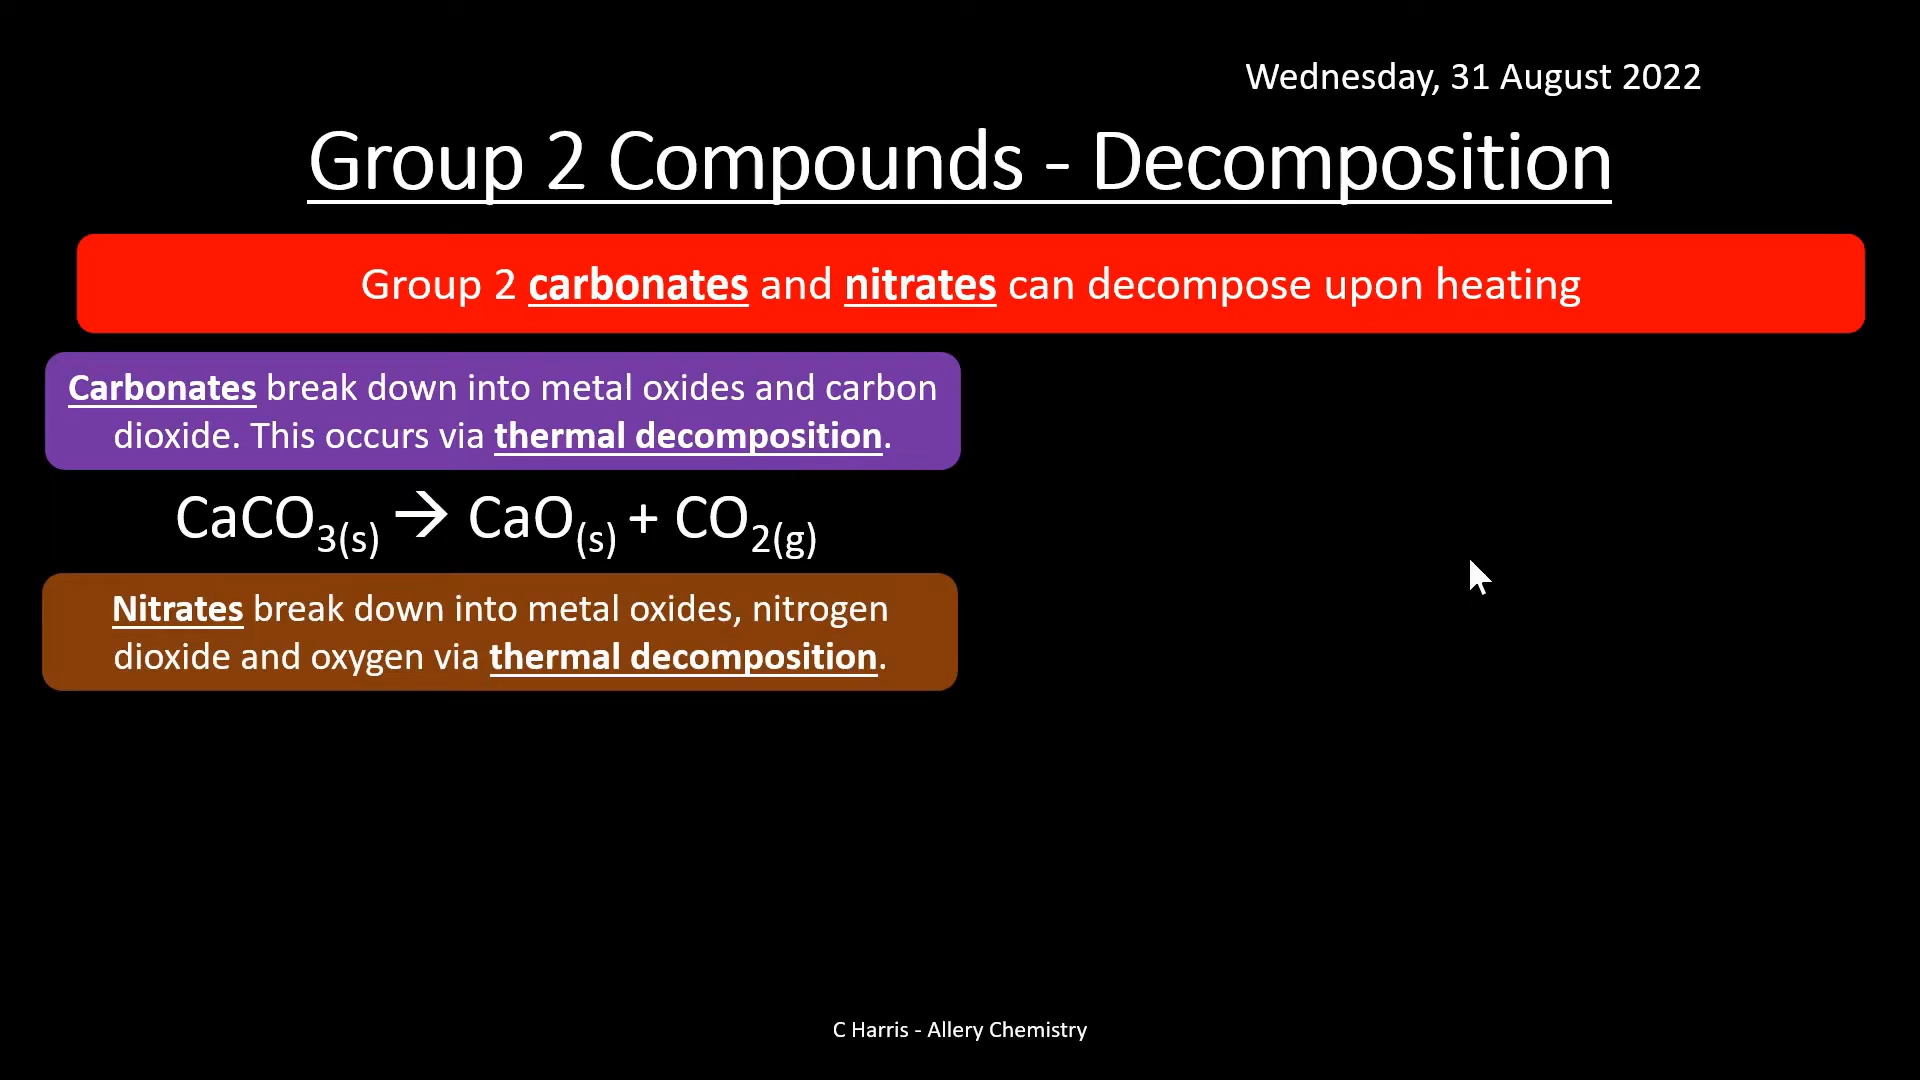 Wednesday, 31 August 2022
Group 2 Compounds - Decomposition
Group 2 carbonates and nitrates can decompose upon heating
Carbonates break down into metal oxides and carbon
dioxide. This occurs via thermal decomposition.
CaCO₃₍ₛ₎ → CaO₍ₛ₎ + CO₂(g)
Nitrates break down into metal oxides, nitrogen
dioxide and oxygen via thermal decomposition.
C Harris - Allery Chemistry